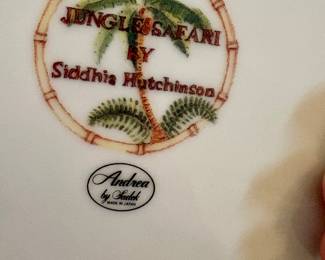 JUNGLE SAFARI
BY
Siddhia Hutchinson
Andrea
by Sadek
MADE IN JAPAN